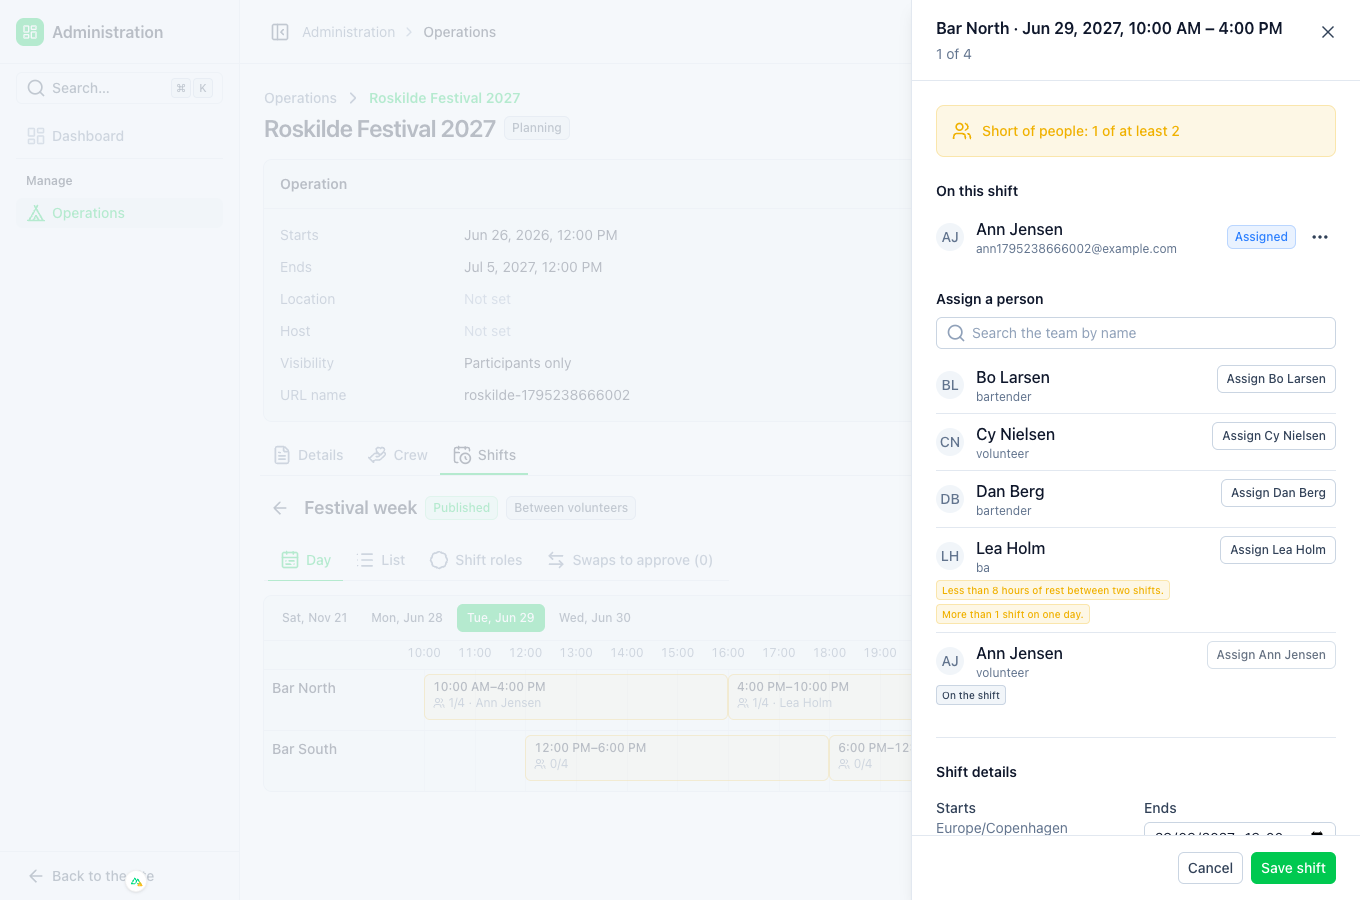 Administration
Search...
⌘ K
Dashboard
Manage
Operations
Back to the
Administration > Operations
Operations > Roskilde Festival 2027
Roskilde Festival 2027 Planning
Operation
Starts Jun 26, 2026, 12:00 PM
Ends Jul 5, 2027, 12:00 PM
Location Not set
Host Not set
Visibility Participants only
URL name roskilde-1795238666002
Details Crew Shifts
Festival week Published Between volunteers
Day List Shift roles Swaps to approve (0)
Sat, Nov 21 Mon, Jun 28 Tue, Jun 29 Wed, Jun 30
10:00 11:00 12:00 13:00 14:00 15:00 16:00 17:00 18:00 19:00
Bar North
10:00 AM–4:00 PM
1/4 · Ann Jensen
4:00 PM–10:00 PM
1/4 · Lea Holm
Bar South
12:00 PM–6:00 PM
0/4
6:00 PM–12
0/4
Bar North · Jun 29, 2027, 10:00 AM – 4:00 PM
1 of 4
Short of people: 1 of at least 2
On this shift
AJ
Ann Jensen
ann1795238666002@example.com
Assigned
Assign a person
Search the team by name
BL
Bo Larsen
bartender
Assign Bo Larsen
CN
Cy Nielsen
volunteer
Assign Cy Nielsen
DB
Dan Berg
bartender
Assign Dan Berg
LH
Lea Holm
ba
Assign Lea Holm
Less than 8 hours of rest between two shifts.
More than 1 shift on one day.
AJ
Ann Jensen
volunteer
Assign Ann Jensen
On the shift
Shift details
Starts
Europe/Copenhagen
Ends
Cancel
Save shift